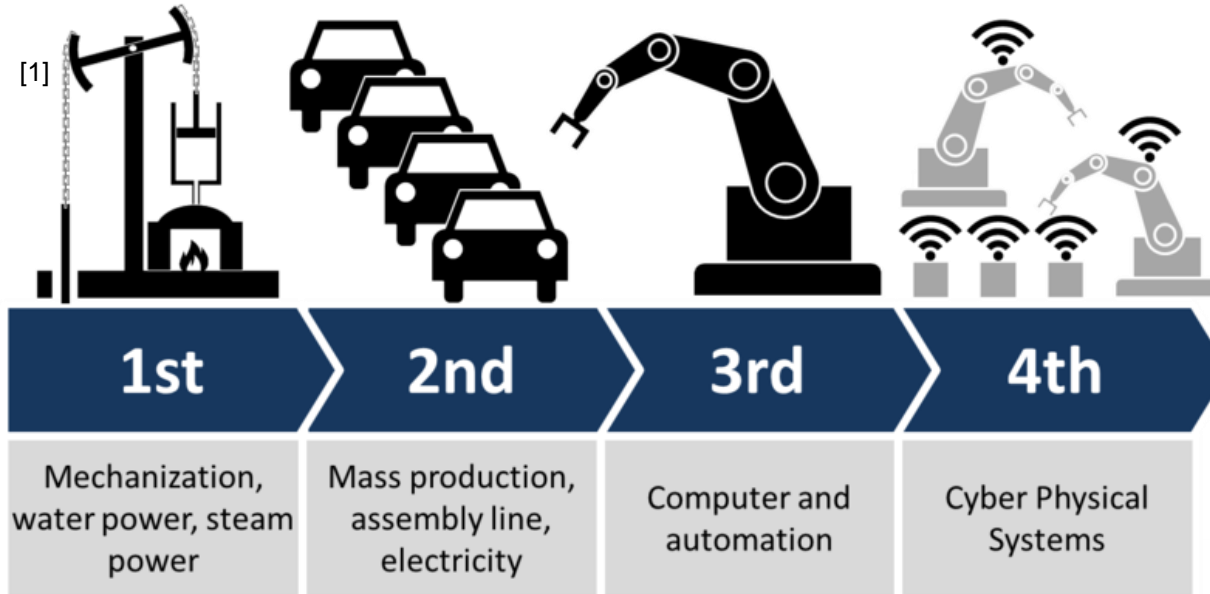 [1]
1st
2nd
3rd
4th
Mechanization,
water power, steam
power
Mass production,
assembly line,
electricity
Computer and
automation
Cyber Physical
Systems